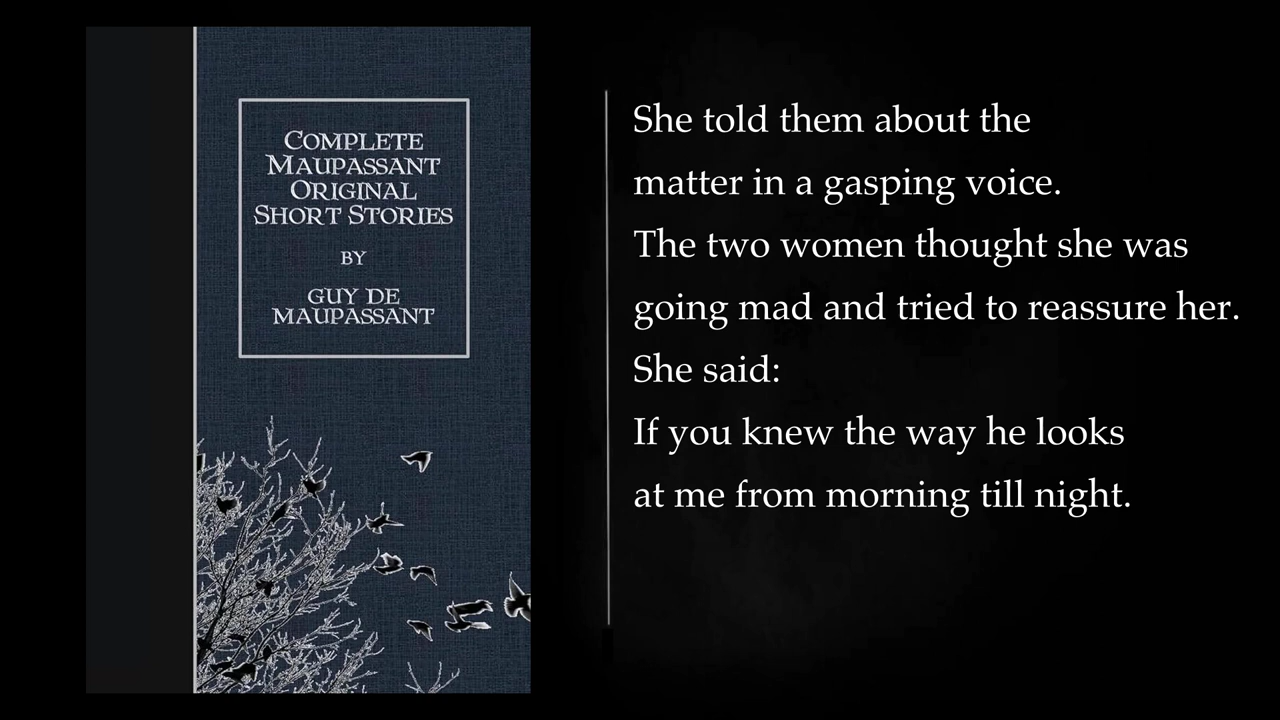 COMPLETE
MAUPASSANT
ORIGINAL
SHORT STORIES
BY
GUY DE
MAUPASSANT
She told them about the
matter in a gasping voice.
The two women thought she was
going mad and tried to reassure her.
She said:
If you knew the way he looks
at me from morning till night.